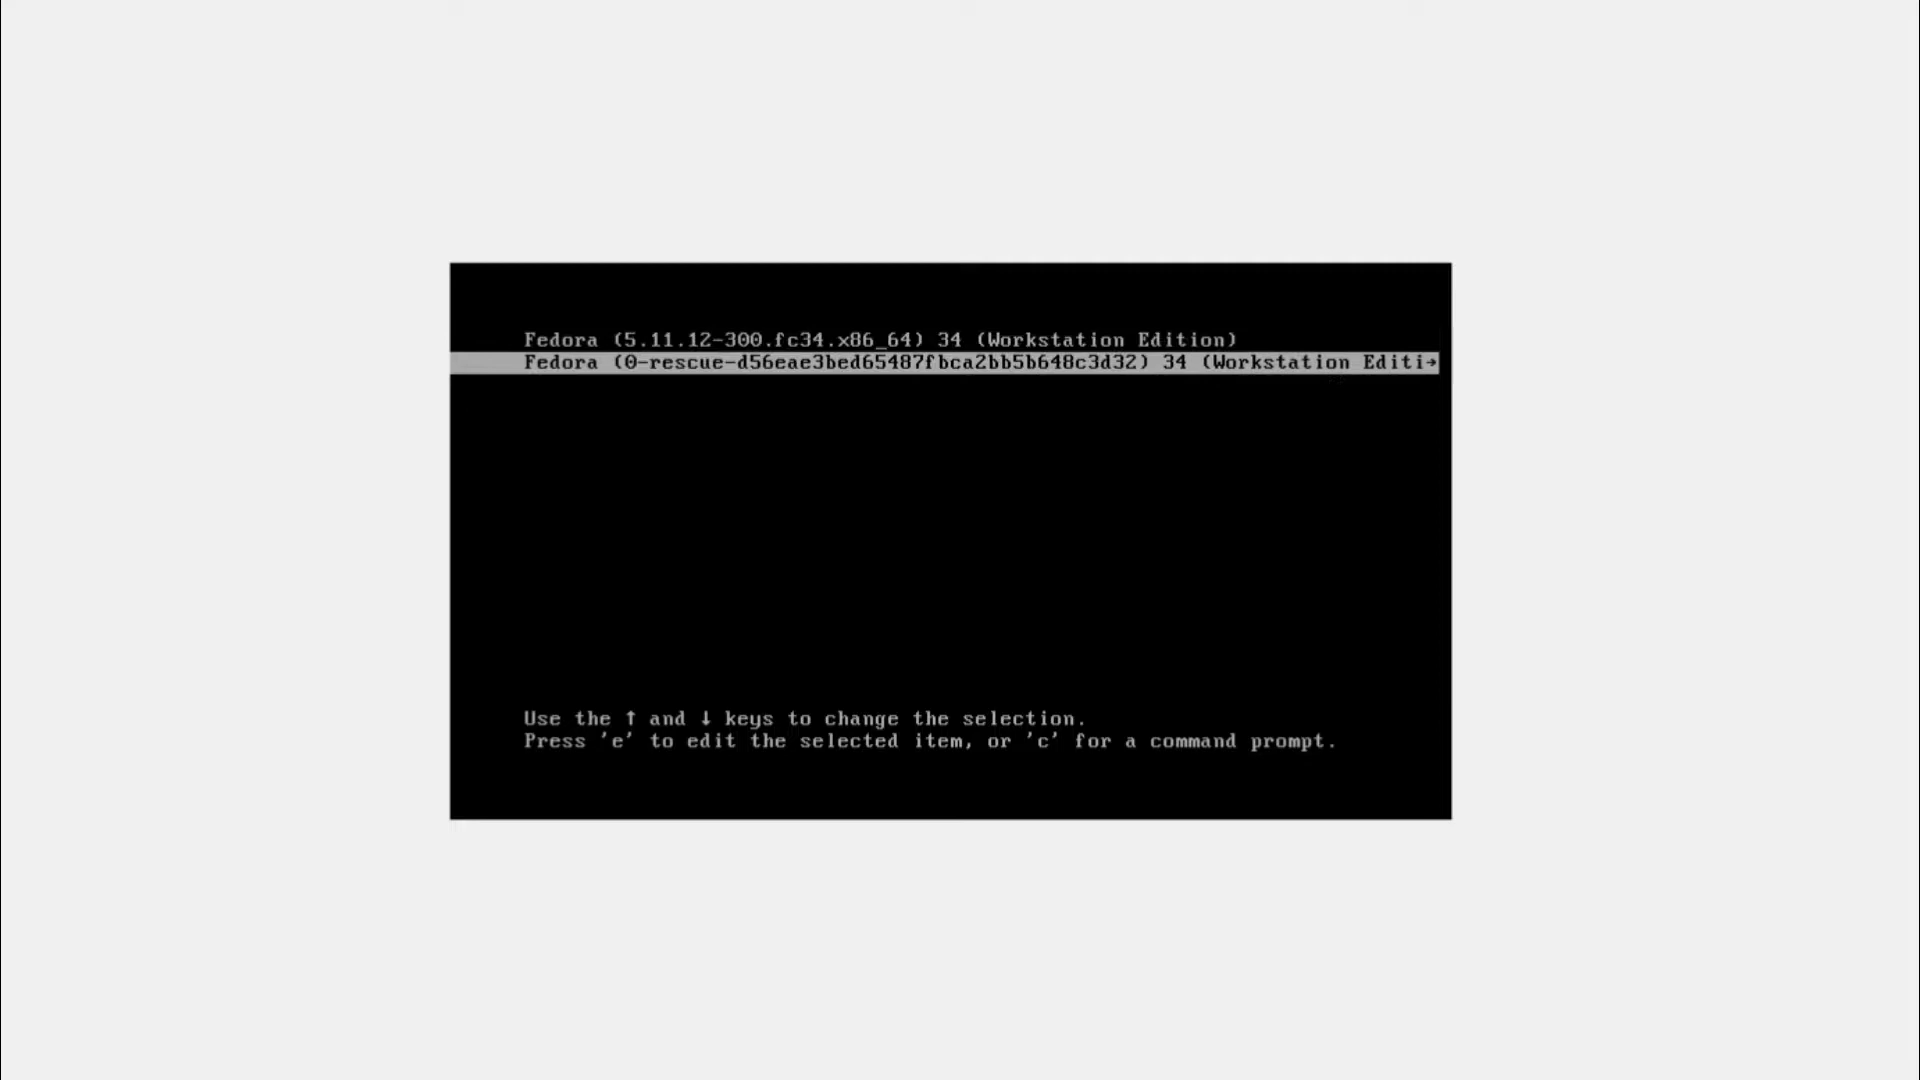 Fedora (5.11.12-300.fc34.x86_64) 34 (Workstation Edition)
Fedora (0-rescue-d56eae3bed65487fbca2bb5b648c3d32) 34 (Workstation Editi→
Use the ↑ and ↓ keys to change the selection.
Press 'e' to edit the selected item, or 'c' for a command prompt.